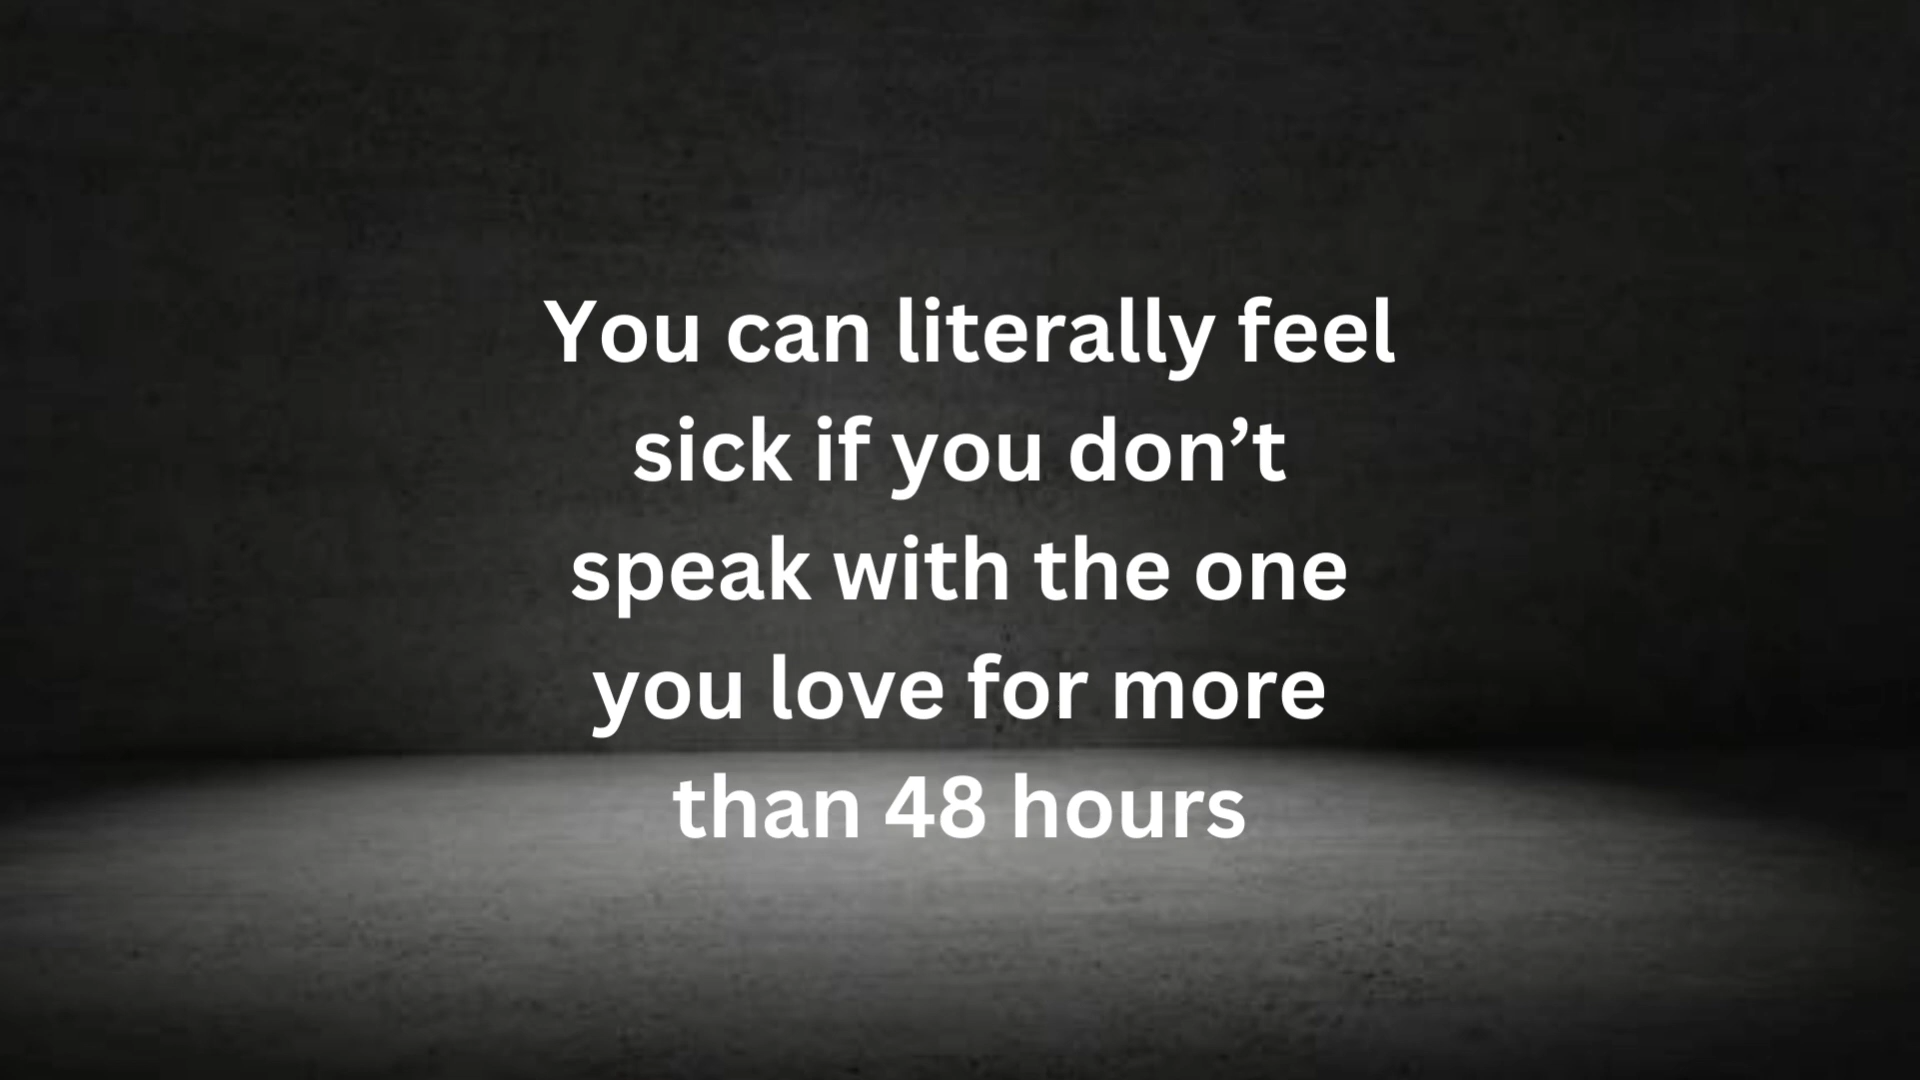 You can literally feel
sick if you don’t
speak with the one
you love for more
than 48 hours